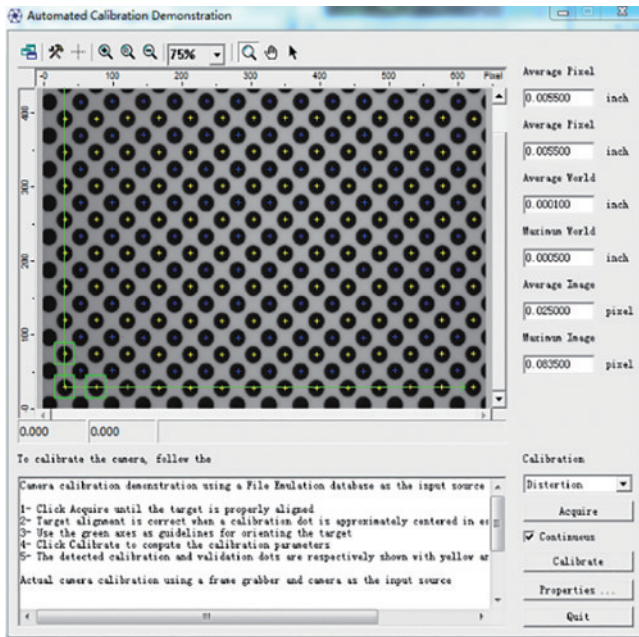 Automated Calibration Demonstration
75%
-0 100 200 300 400 500 600 Pixel
400
300
200
100
-0
Average Pixel
0.005500 inch
Average Pixel
0.005500 inch
Average World
0.000100 inch
Maximum World
0.000500 inch
Average Image
0.025000 pixel
Maximum Image
0.083500 pixel
0.000 0.000
To calibrate the camera, follow the
Camera calibration demonstration using a File Emulation database as the input source
1- Click Acquire until the target is properly aligned
2- Target alignment is correct when a calibration dot is approximately centered in e
3- Use the green axes as guidelines for orienting the target
4- Click Calibrate to compute the calibration parameters
5- The detected calibration and validation dots are respectively shown with yellow ar
Actual camera calibration using a frame grabber and camera as the input source
Calibration
Distortion
Acquire
Continuous
Calibrate
Properties ...
Quit